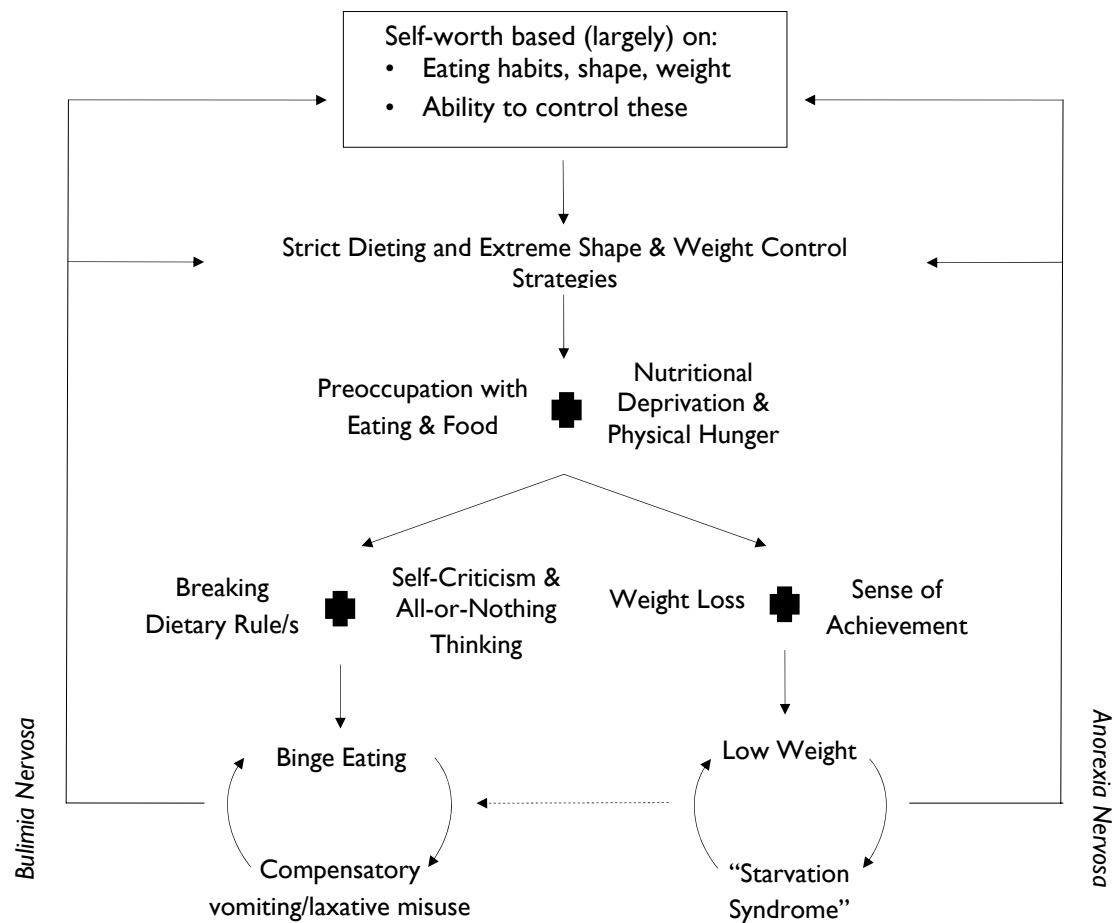 Self-worth based (largely) on:
• Eating habits, shape, weight
• Ability to control these
Strict Dieting and Extreme Shape & Weight Control
Strategies
Preoccupation with
Eating & Food
Nutritional
Deprivation &
Physical Hunger
Breaking
Dietary Rule/s
Self-Criticism &
All-or-Nothing
Thinking
Weight Loss
Sense of
Achievement
Bulimia Nervosa
Binge Eating
Compensatory
vomiting/laxative misuse
Low Weight
“Starvation
Syndrome”
Anorexia Nervosa